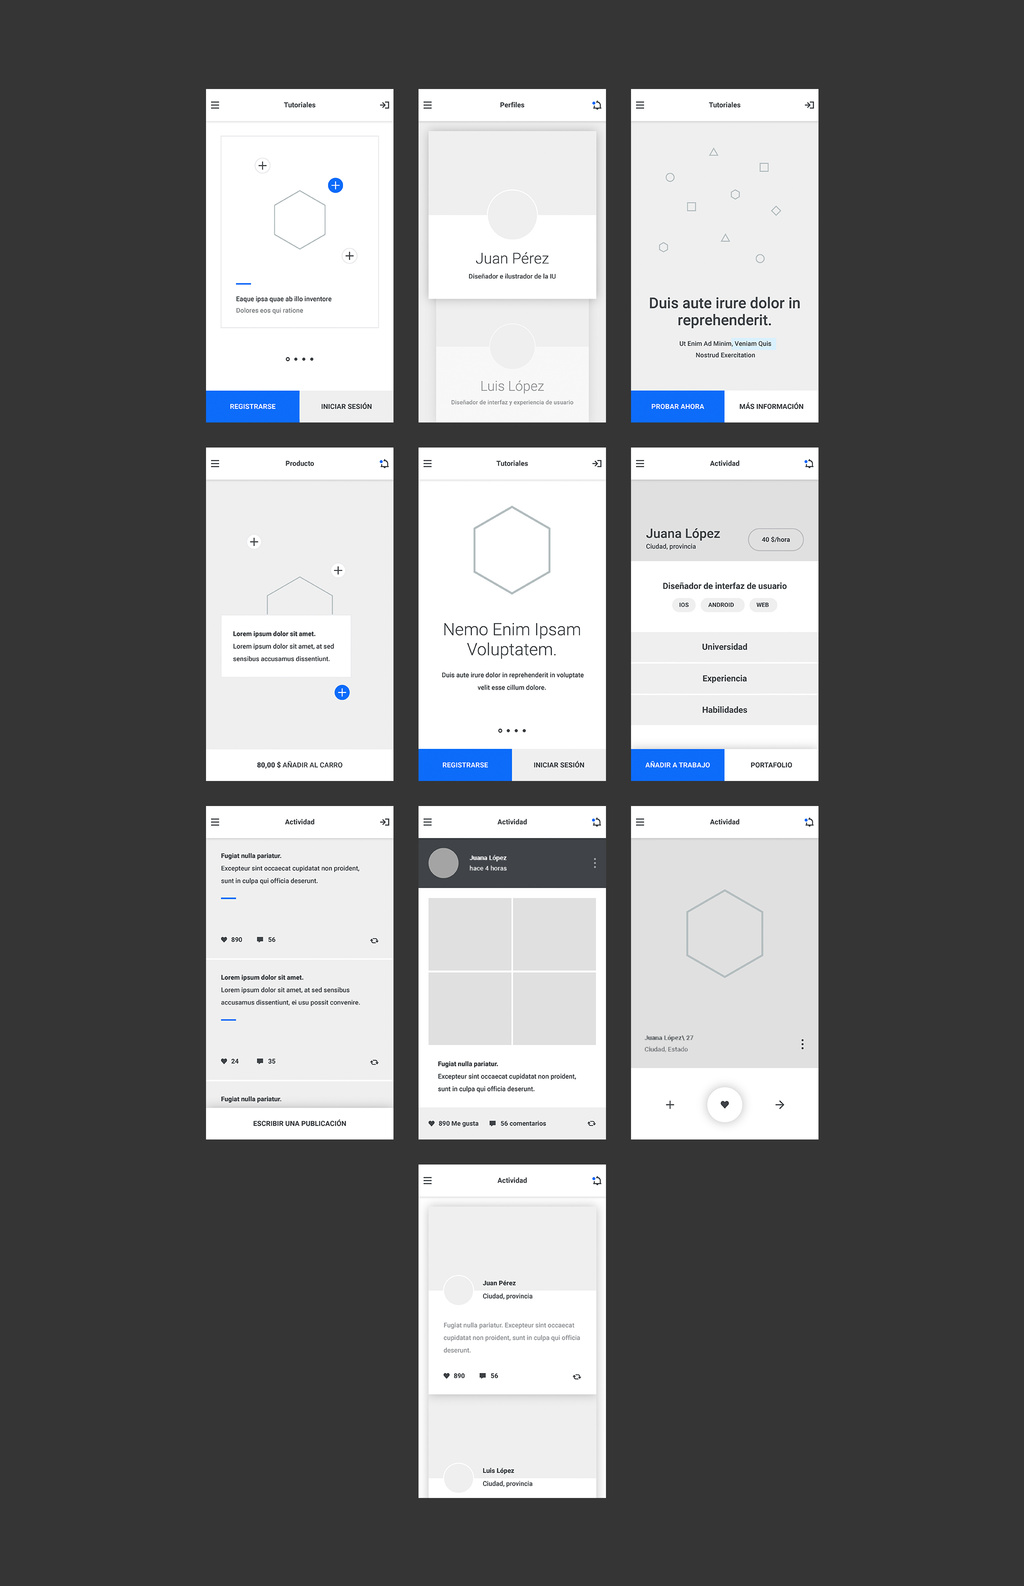 Tutoriales
Eaque ipsa quae ab illo inventore
Dolores eos qui ratione
REGISTRARSE
INICIAR SESIÓN
Perfiles
Juan Pérez
Diseñador e ilustrador de la IU
Luis López
Diseñador de interfaz y experiencia de usuario
Tutoriales
Duis aute irure dolor in
reprehenderit.
Ut Enim Ad Minim, Veniam Quis
Nostrud Exercitation
PROBAR AHORA
MÁS INFORMACIÓN
Producto
Lorem ipsum dolor sit amet.
Lorem ipsum dolor sit amet, at sed
sensibus accusamus dissentiunt.
80,00 $ AÑADIR AL CARRO
Tutoriales
Nemo Enim Ipsam
Voluptatem.
Duis aute irure dolor in reprehenderit in voluptate
velit esse cillum dolore.
REGISTRARSE
INICIAR SESIÓN
Actividad
Juana López
Ciudad, provincia
40 $/hora
Diseñador de interfaz de usuario
IOS
ANDROID
WEB
Universidad
Experiencia
Habilidades
AÑADIR A TRABAJO
PORTAFOLIO
Actividad
Fugiat nulla pariatur.
Excepteur sint occaecat cupidatat non proident,
sunt in culpa qui officia deserunt.
890
56
Lorem ipsum dolor sit amet.
Lorem ipsum dolor sit amet, at sed sensibus
accusamus dissentiunt, ei usu possit convenire.
24
35
Fugiat nulla pariatur.
ESCRIBIR UNA PUBLICACIÓN
Actividad
Juana López
hace 4 horas
Fugiat nulla pariatur.
Excepteur sint occaecat cupidatat non proident,
sunt in culpa qui officia deserunt.
890 Me gusta
56 comentarios
Actividad
Juana López\ 27
Ciudad, Estado
Actividad
Juan Pérez
Ciudad, provincia
Fugiat nulla pariatur. Excepteur sint occaecat
cupidatat non proident, sunt in culpa qui officia
deserunt.
890
56
Luis López
Ciudad, provincia